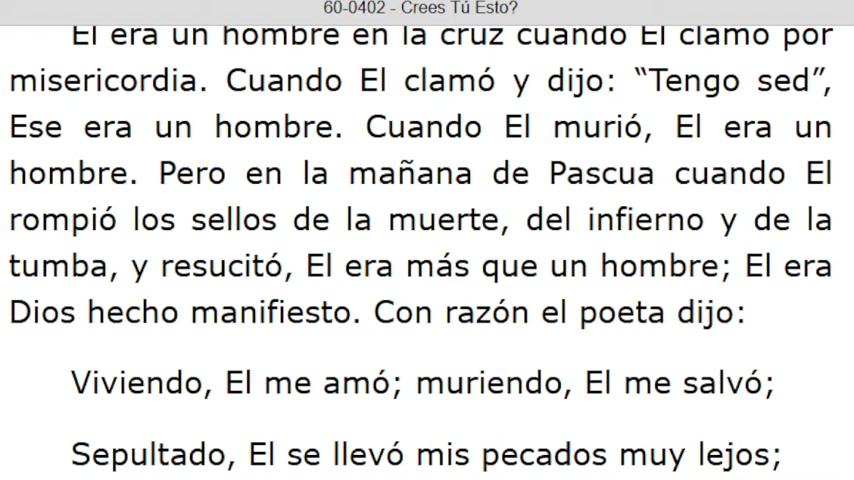 60-0402 - Crees Tú Esto?
El era un hombre en la cruz cuando El clamó por
misericordia. Cuando El clamó y dijo: “Tengo sed”,
Ese era un hombre. Cuando El murió, El era un
hombre. Pero en la mañana de Pascua cuando El
rompió los sellos de la muerte, del infierno y de la
tumba, y resucitó, El era más que un hombre; El era
Dios hecho manifiesto. Con razón el poeta dijo:
Viviendo, El me amó; muriendo, El me salvó;
Sepultado, El se llevó mis pecados muy lejos;